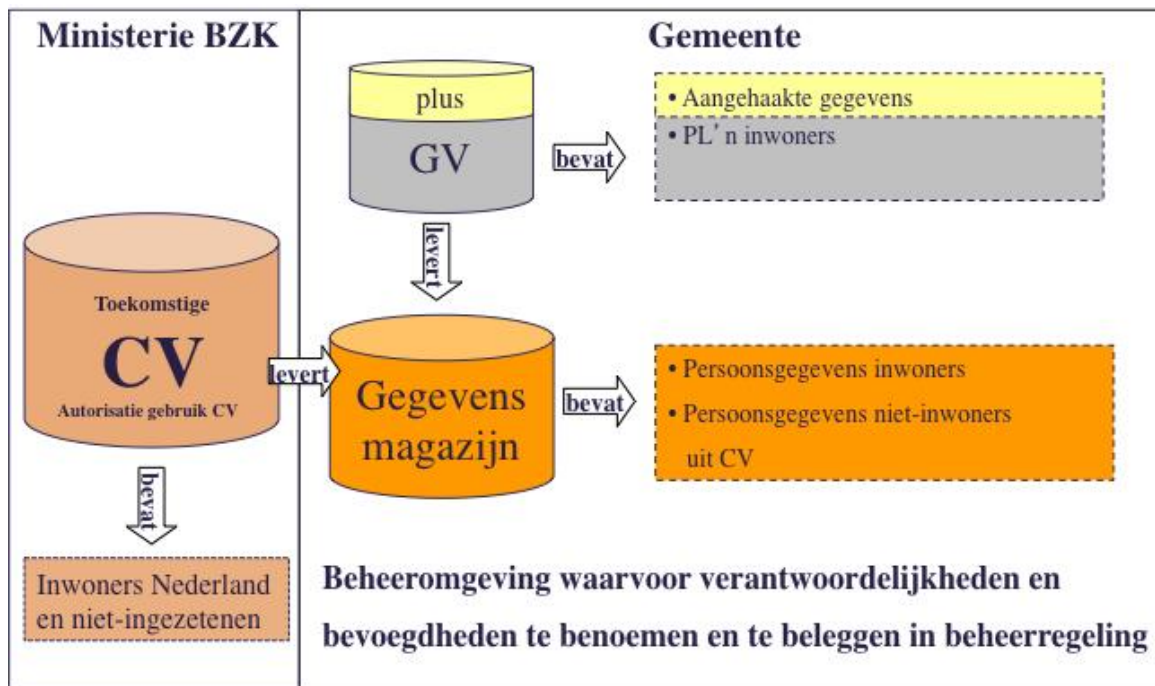 Ministerie BZK
Toekomstige
CV
Autorisatie gebruik CV
levert
bevat
Inwoners Nederland
en niet-ingezetenen
Gemeente
plus
GV
bevat
• Aangehaakte gegevens
• PL'n inwoners
levert
Gegevens
magazijn
bevat
• Persoonsgegevens inwoners
• Persoonsgegevens niet-inwoners
uit CV
Beheeromgeving waarvoor verantwoordelijkheden en
bevoegdheden te benoemen en te beleggen in beheerregeling